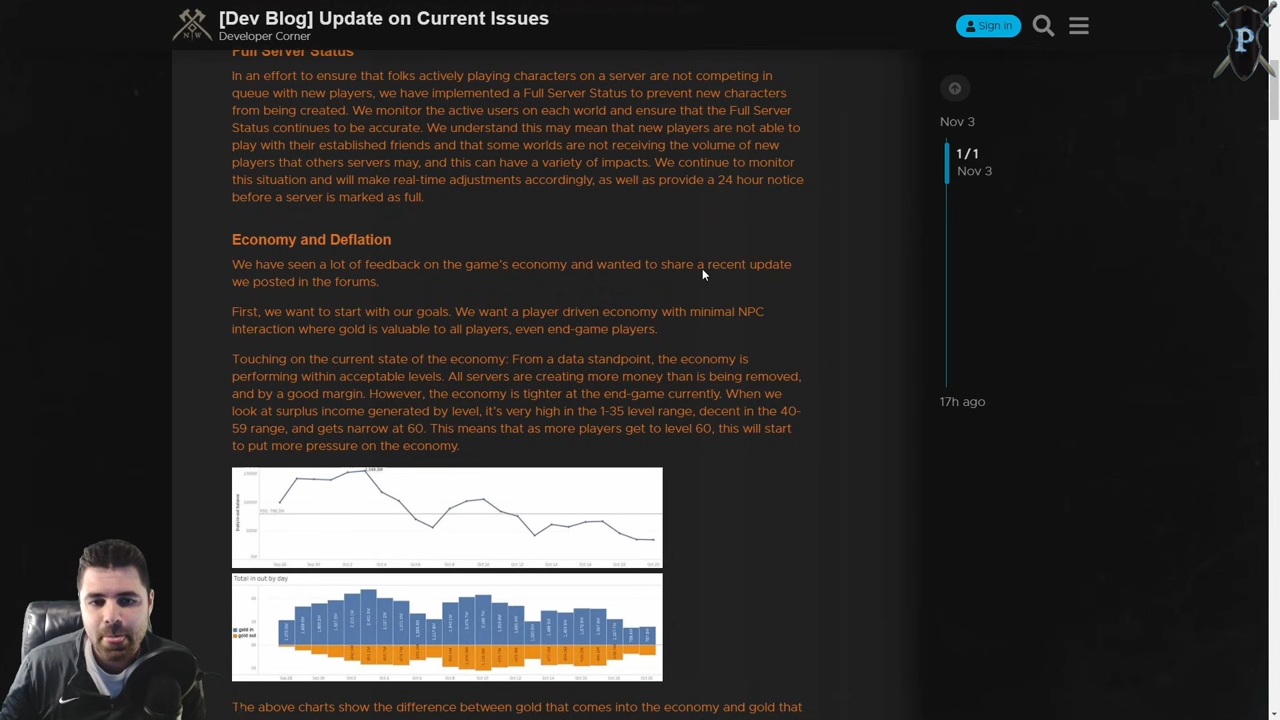 [Dev Blog] Update on Current Issues
Developer Corner
N W
Sign in
P
Full Server Status
In an effort to ensure that folks actively playing characters on a server are not competing in
queue with new players, we have implemented a Full Server Status to prevent new characters
from being created. We monitor the active users on each world and ensure that the Full Server
Status continues to be accurate. We understand this may mean that new players are not able to
play with their established friends and that some worlds are not receiving the volume of new
players that others servers may, and this can have a variety of impacts. We continue to monitor
this situation and will make real-time adjustments accordingly, as well as provide a 24 hour notice
before a server is marked as full.
Nov 3
1/1
Nov 3
17h ago
Economy and Deflation
We have seen a lot of feedback on the game's economy and wanted to share a recent update
we posted in the forums.
First, we want to start with our goals. We want a player driven economy with minimal NPC
interaction where gold is valuable to all players, even end-game players.
Touching on the current state of the economy: From a data standpoint, the economy is
performing within acceptable levels. All servers are creating more money than is being removed,
and by a good margin. However, the economy is tighter at the end-game currently. When we
look at surplus income generated by level, it's very high in the 1-35 level range, decent in the 40-
59 range, and gets narrow at 60. This means that as more players get to level 60, this will start
to put more pressure on the economy.
Total in out by day
gold in
gold out
The above charts show the difference between gold that comes into the economy and gold that